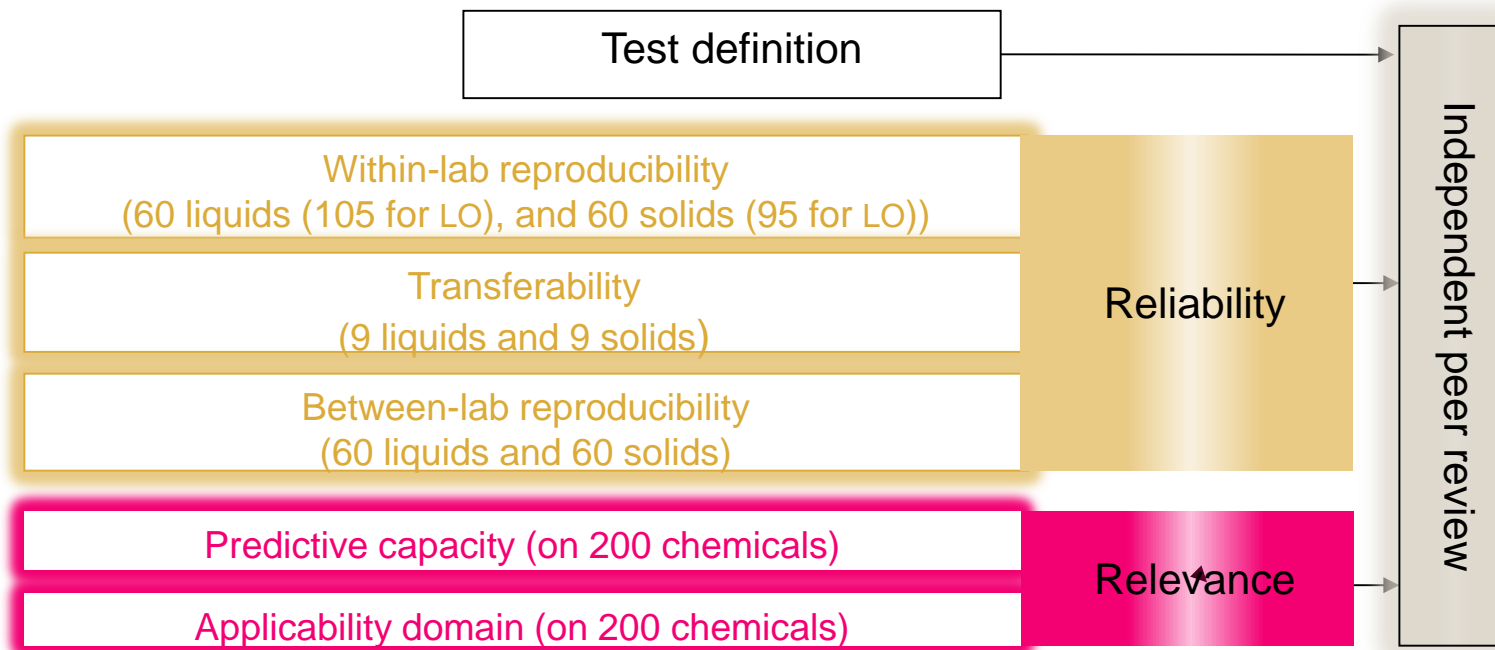 Test definition
Within-lab reproducibility
(60 liquids (105 for LO), and 60 solids (95 for LO))
Transferability
(9 liquids and 9 solids)
Between-lab reproducibility
(60 liquids and 60 solids)
Reliability
Predictive capacity (on 200 chemicals)
Applicability domain (on 200 chemicals)
Relevance
Independent peer review